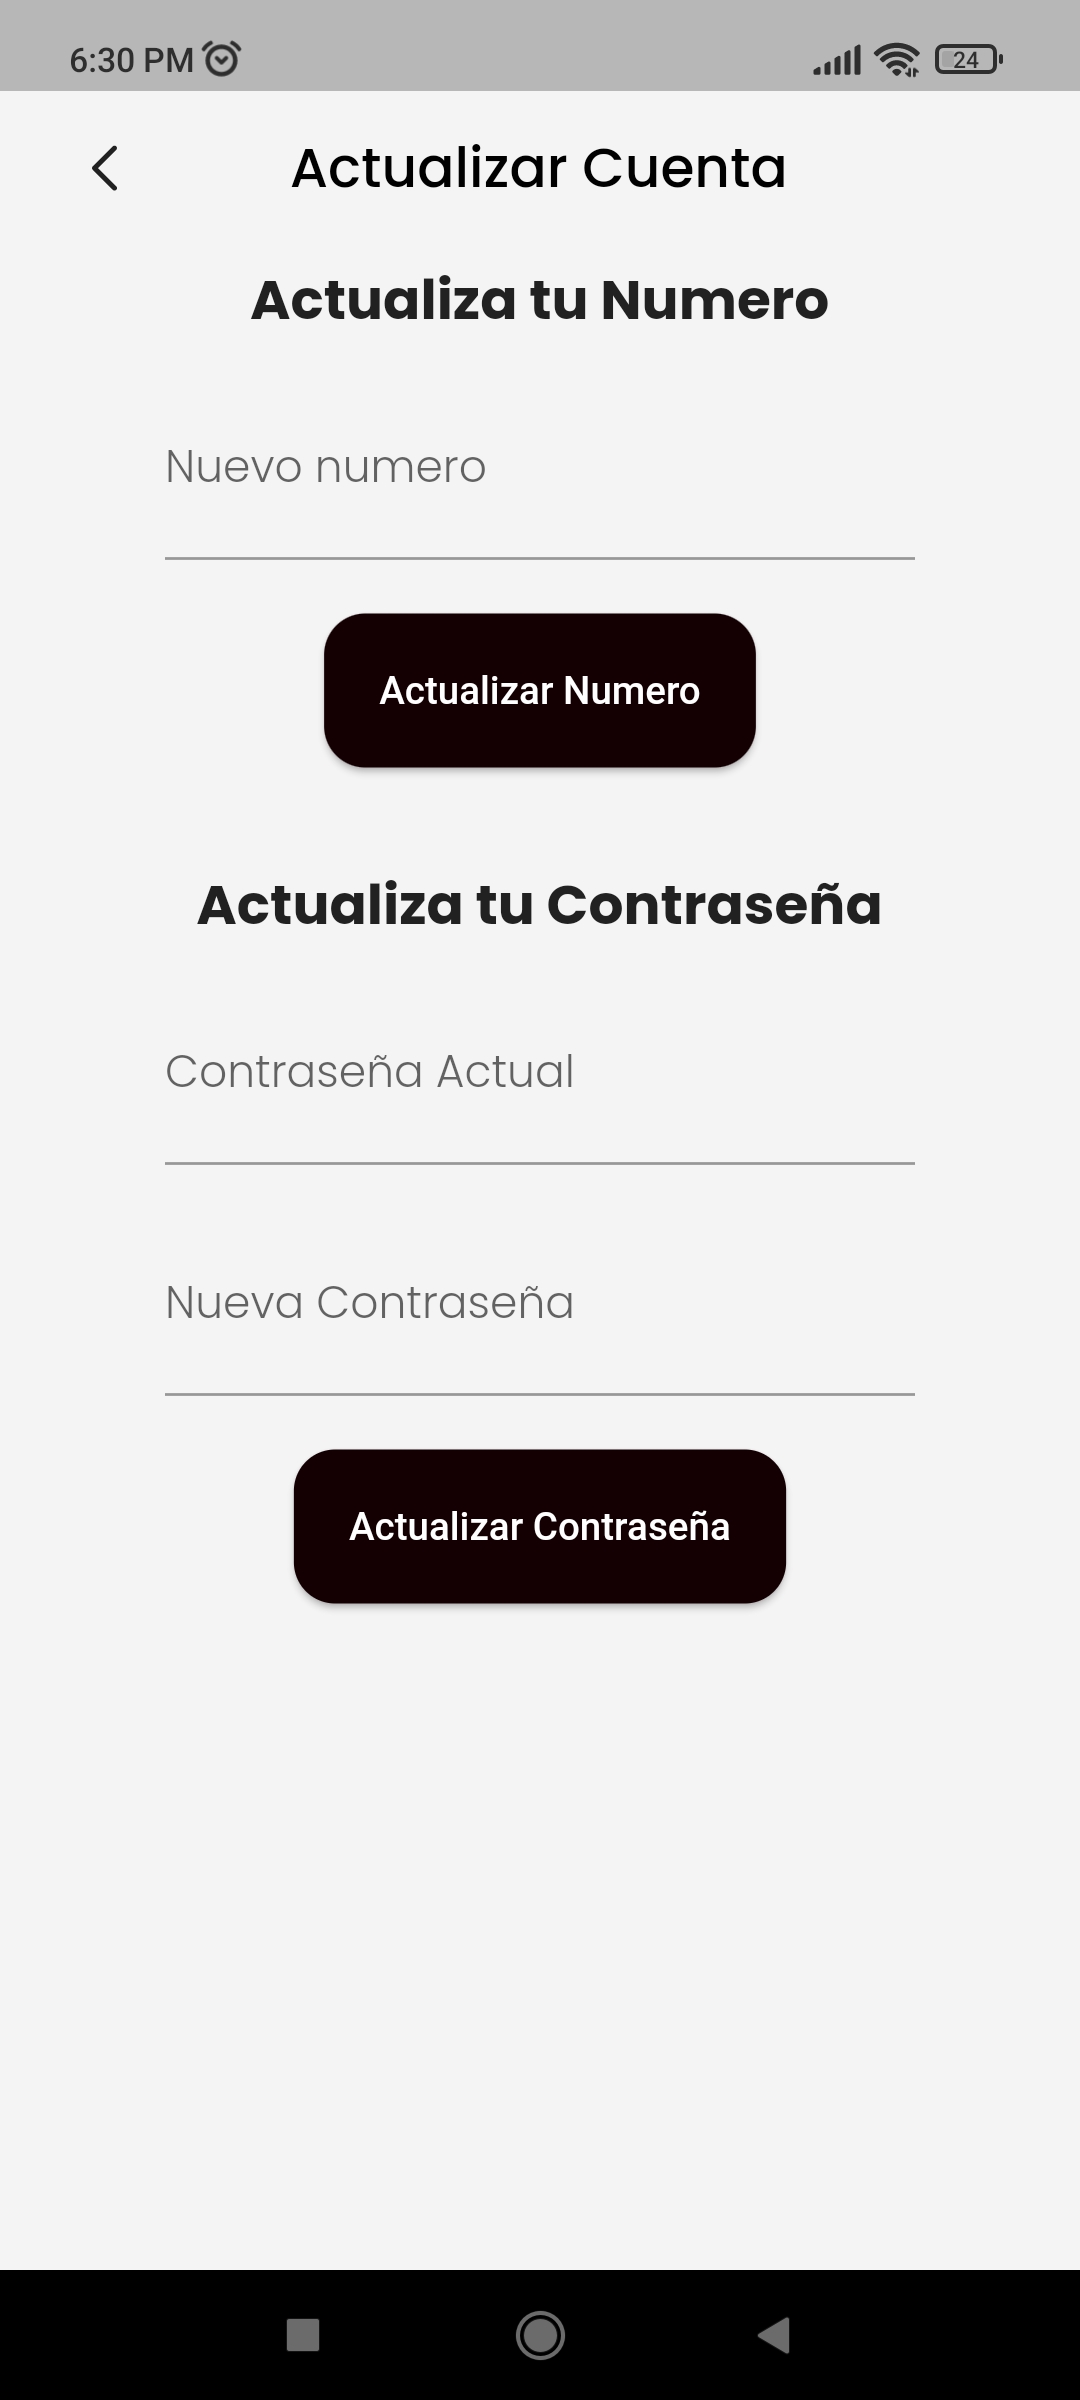 6:30 PM
24
Actualizar Cuenta
Actualiza tu Numero
Nuevo numero
Actualizar Numero
Actualiza tu Contraseña
Contraseña Actual
Nueva Contraseña
Actualizar Contraseña